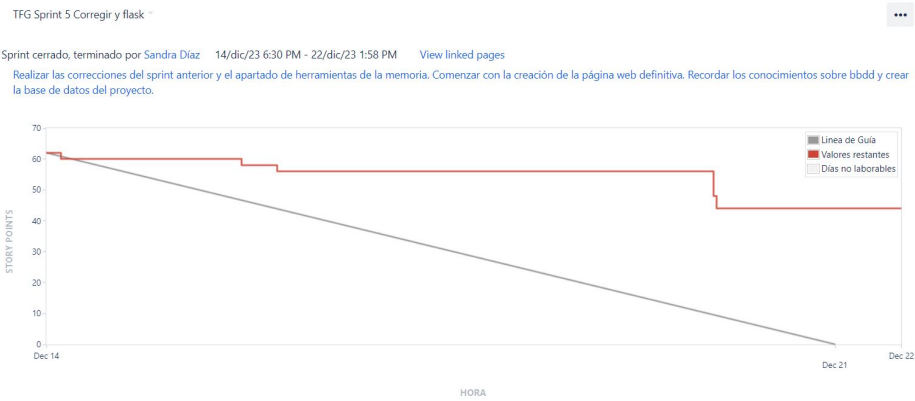 TFG Sprint 5 Corregir y flask
Sprint cerrado, terminado por Sandra Díaz 14/dic/23 6:30 PM - 22/dic/23 1:58 PM View linked pages
Realizar las correcciones del sprint anterior y el apartado de herramientas de la memoria. Comenzar con la creación de la página web definitiva. Recordar los conocimientos sobre bbdd y crear
la base de datos del proyecto.
70
60
50
40
30
20
10
0
STORY POINTS
Linea de Guía
Valores restantes
Días no laborables
Dec 14
Dec 21
Dec 22
HORA